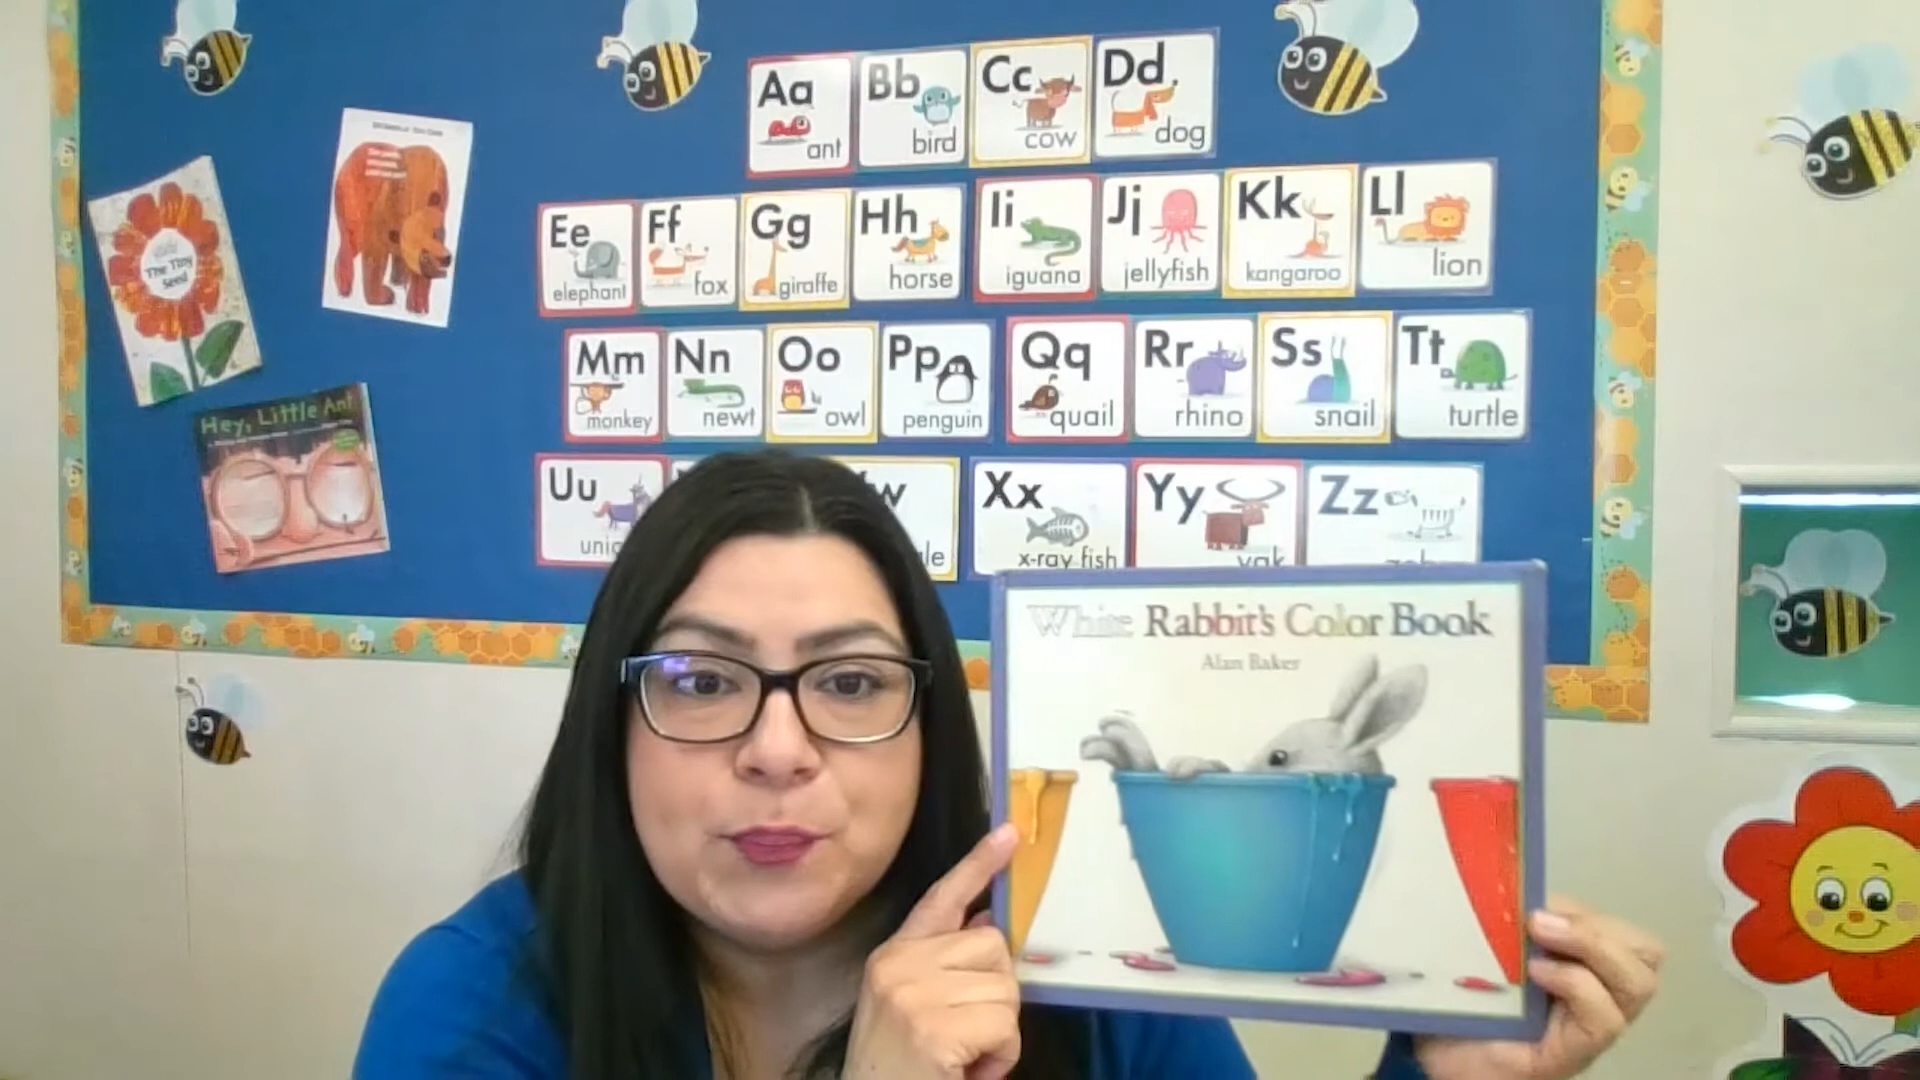 Aa
ant
Bb
bird
Cc
cow
Dd
dog
The Tiny
Seed
Hey, Little Ant
Ee
elephant
Ff
fox
Gg
giraffe
Hh
horse
Ii
iguana
Jj
jellyfish
Kk
kangaroo
Ll
lion
Mm
monkey
Nn
newt
Oo
owl
Pp
penguin
Qq
quail
Rr
rhino
Ss
snail
Tt
turtle
Uu
Xx
x-ray fish
Yy
yak
Zz
White Rabbit's Color Book
Alan Baker